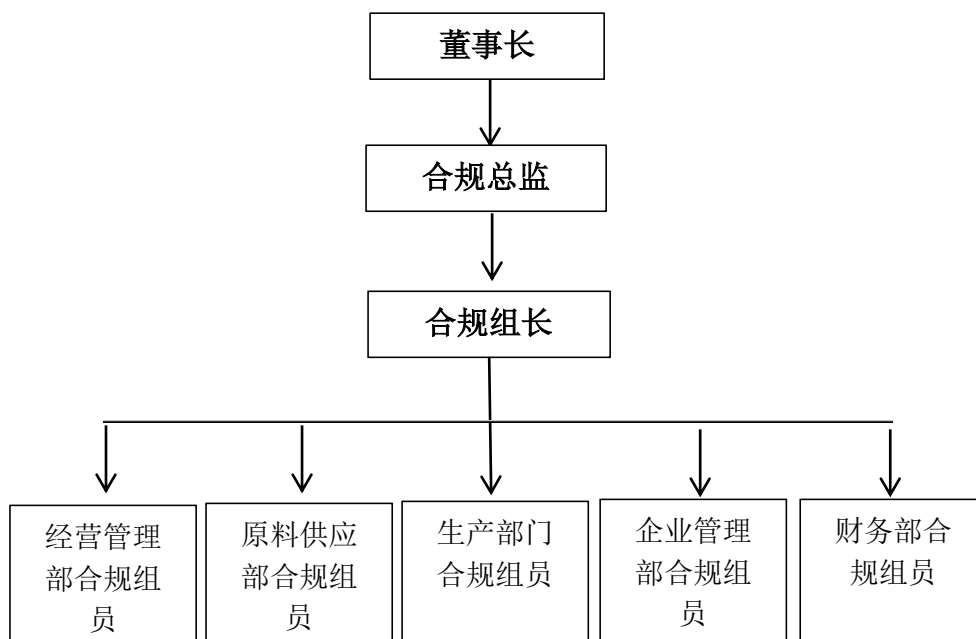 董事长
合规总监
合规组长
经营管理
部合规组
员
原料供应
部合规组
员
生产部门
合规组员
企业管理
部合规组
员
财务部合
规组员